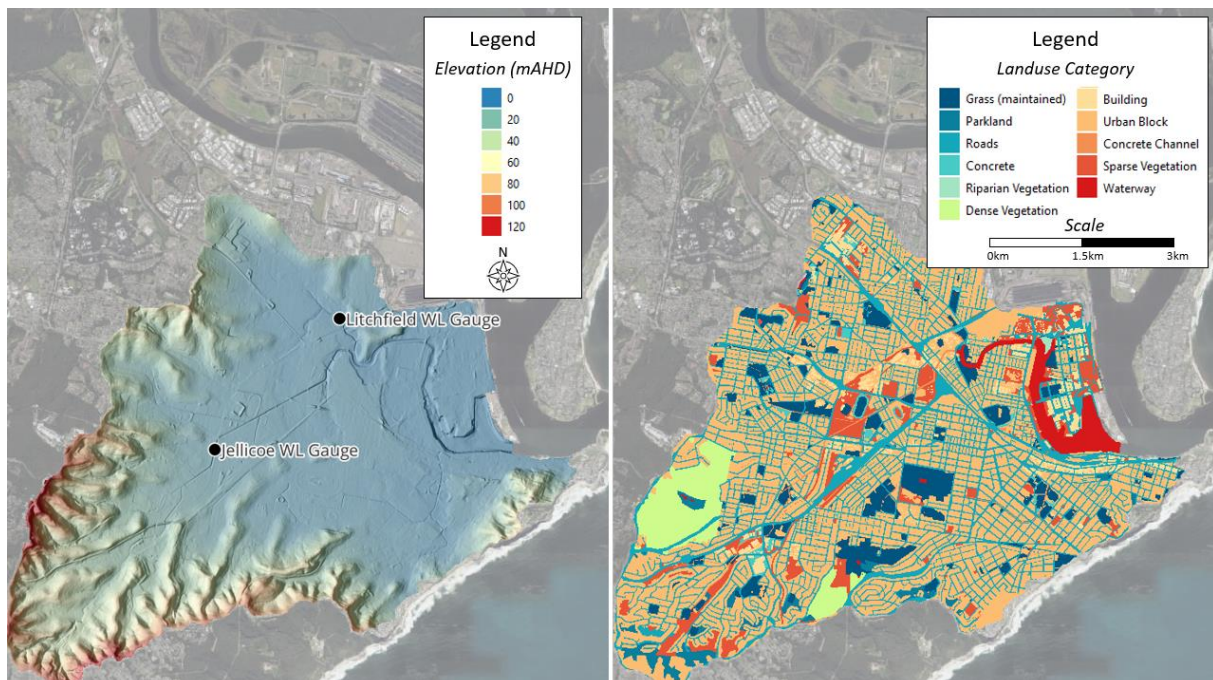 Legend
Elevation (mAHD)
0
20
40
60
80
100
120
N
Litchfield WL Gauge
Jellicoe WL Gauge
Legend
Landuse Category
Grass (maintained)
Parkland
Roads
Concrete
Riparian Vegetation
Dense Vegetation
Building
Urban Block
Concrete Channel
Sparse Vegetation
Waterway
Scale
0km 1.5km 3km